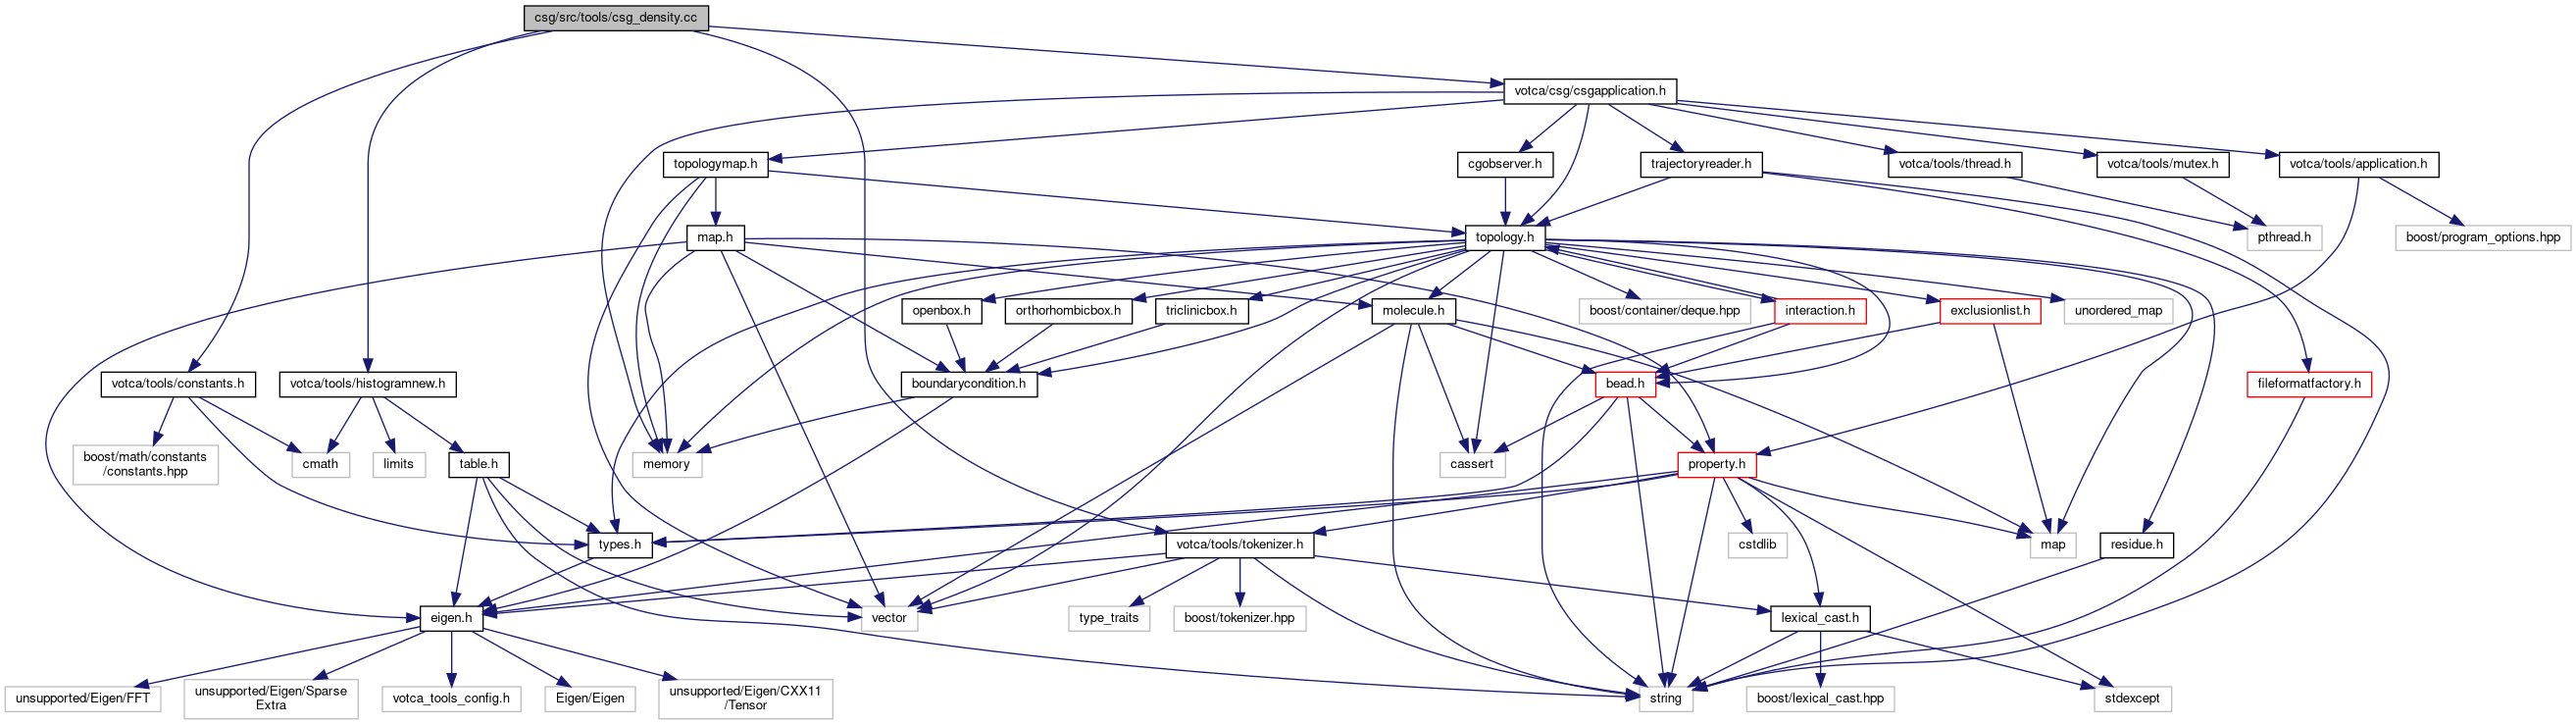 csg/src/tools/csg_density.cc
votca/csg/csgapplication.h
topologymap.h
cgobserver.h
trajectoryreader.h
votca/tools/thread.h
votca/tools/mutex.h
votca/tools/application.h
map.h
topology.h
pthread.h
boost/program_options.hpp
openbox.h
orthorhombicbox.h
triclinicbox.h
molecule.h
boost/container/deque.hpp
interaction.h
exclusionlist.h
unordered_map
votca/tools/constants.h
votca/tools/histogramnew.h
boundarycondition.h
bead.h
fileformatfactory.h
boost/math/constants
/constants.hpp
cmath
limits
table.h
memory
cassert
property.h
types.h
votca/tools/tokenizer.h
cstdlib
map
residue.h
eigen.h
vector
type_traits
boost/tokenizer.hpp
lexical_cast.h
unsupported/Eigen/FFT
unsupported/Eigen/Sparse
Extra
votca_tools_config.h
Eigen/Eigen
unsupported/Eigen/CXX11
/Tensor
string
boost/lexical_cast.hpp
stdexcept